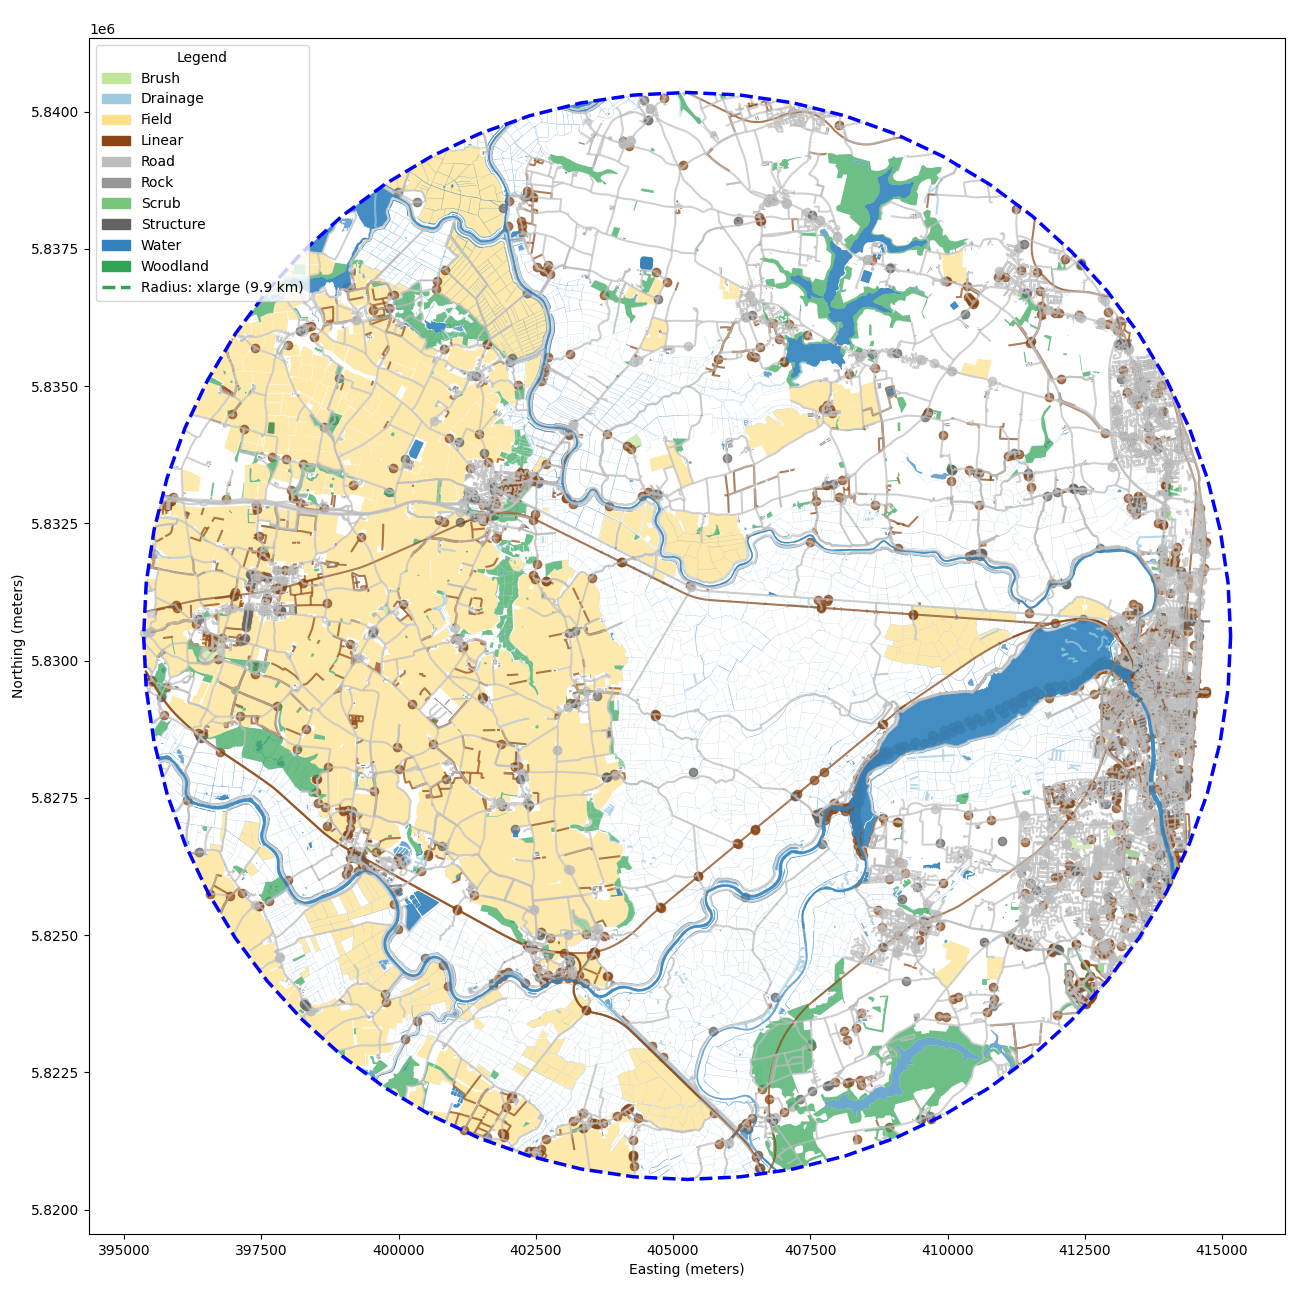 1e6
Legend
Brush
Drainage
Field
Linear
Road
Rock
Scrub
Structure
Water
Woodland
Radius: xlarge (9.9 km)
5.8400
5.8375
5.8350
5.8325
5.8300
5.8275
5.8250
5.8225
5.8200
Northing (meters)
395000 397500 400000 402500 405000 407500 410000 412500 415000
Easting (meters)